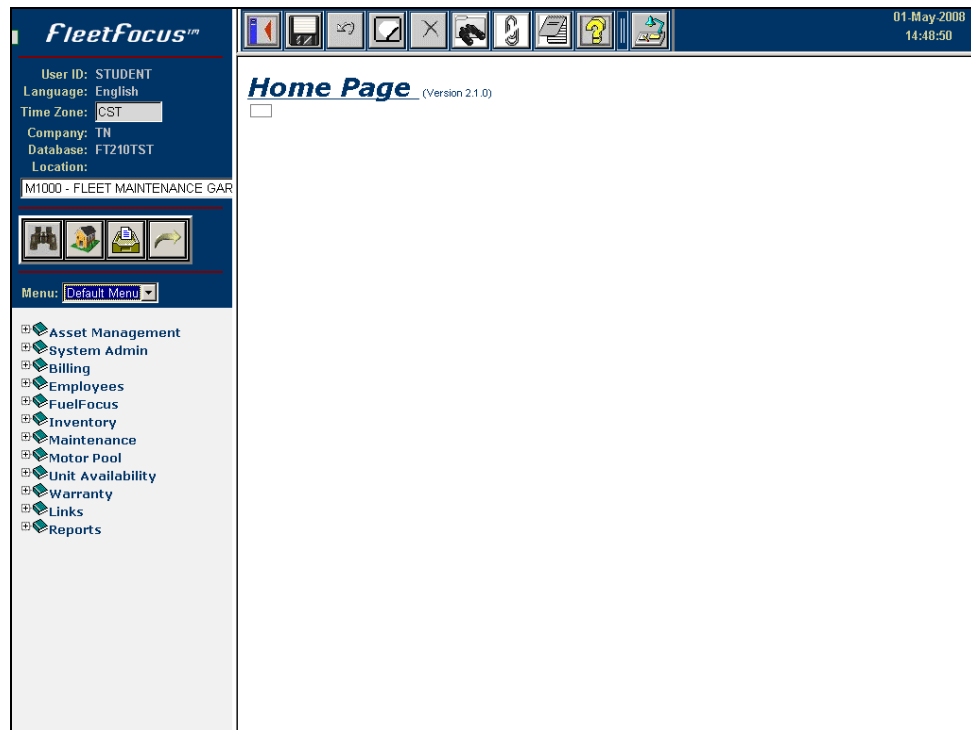 FleetFocus™
User ID: STUDENT
Language: English
Time Zone: CST
Company: TN
Database: FT210TST
Location:
M1000 - FLEET MAINTENANCE GAR
Menu: Default Menu
Asset Management
System Admin
Billing
Employees
FuelFocus
Inventory
Maintenance
Motor Pool
Unit Availability
Warranty
Links
Reports
01-May-2008
14:48:50
Home Page (Version 2.1.0)